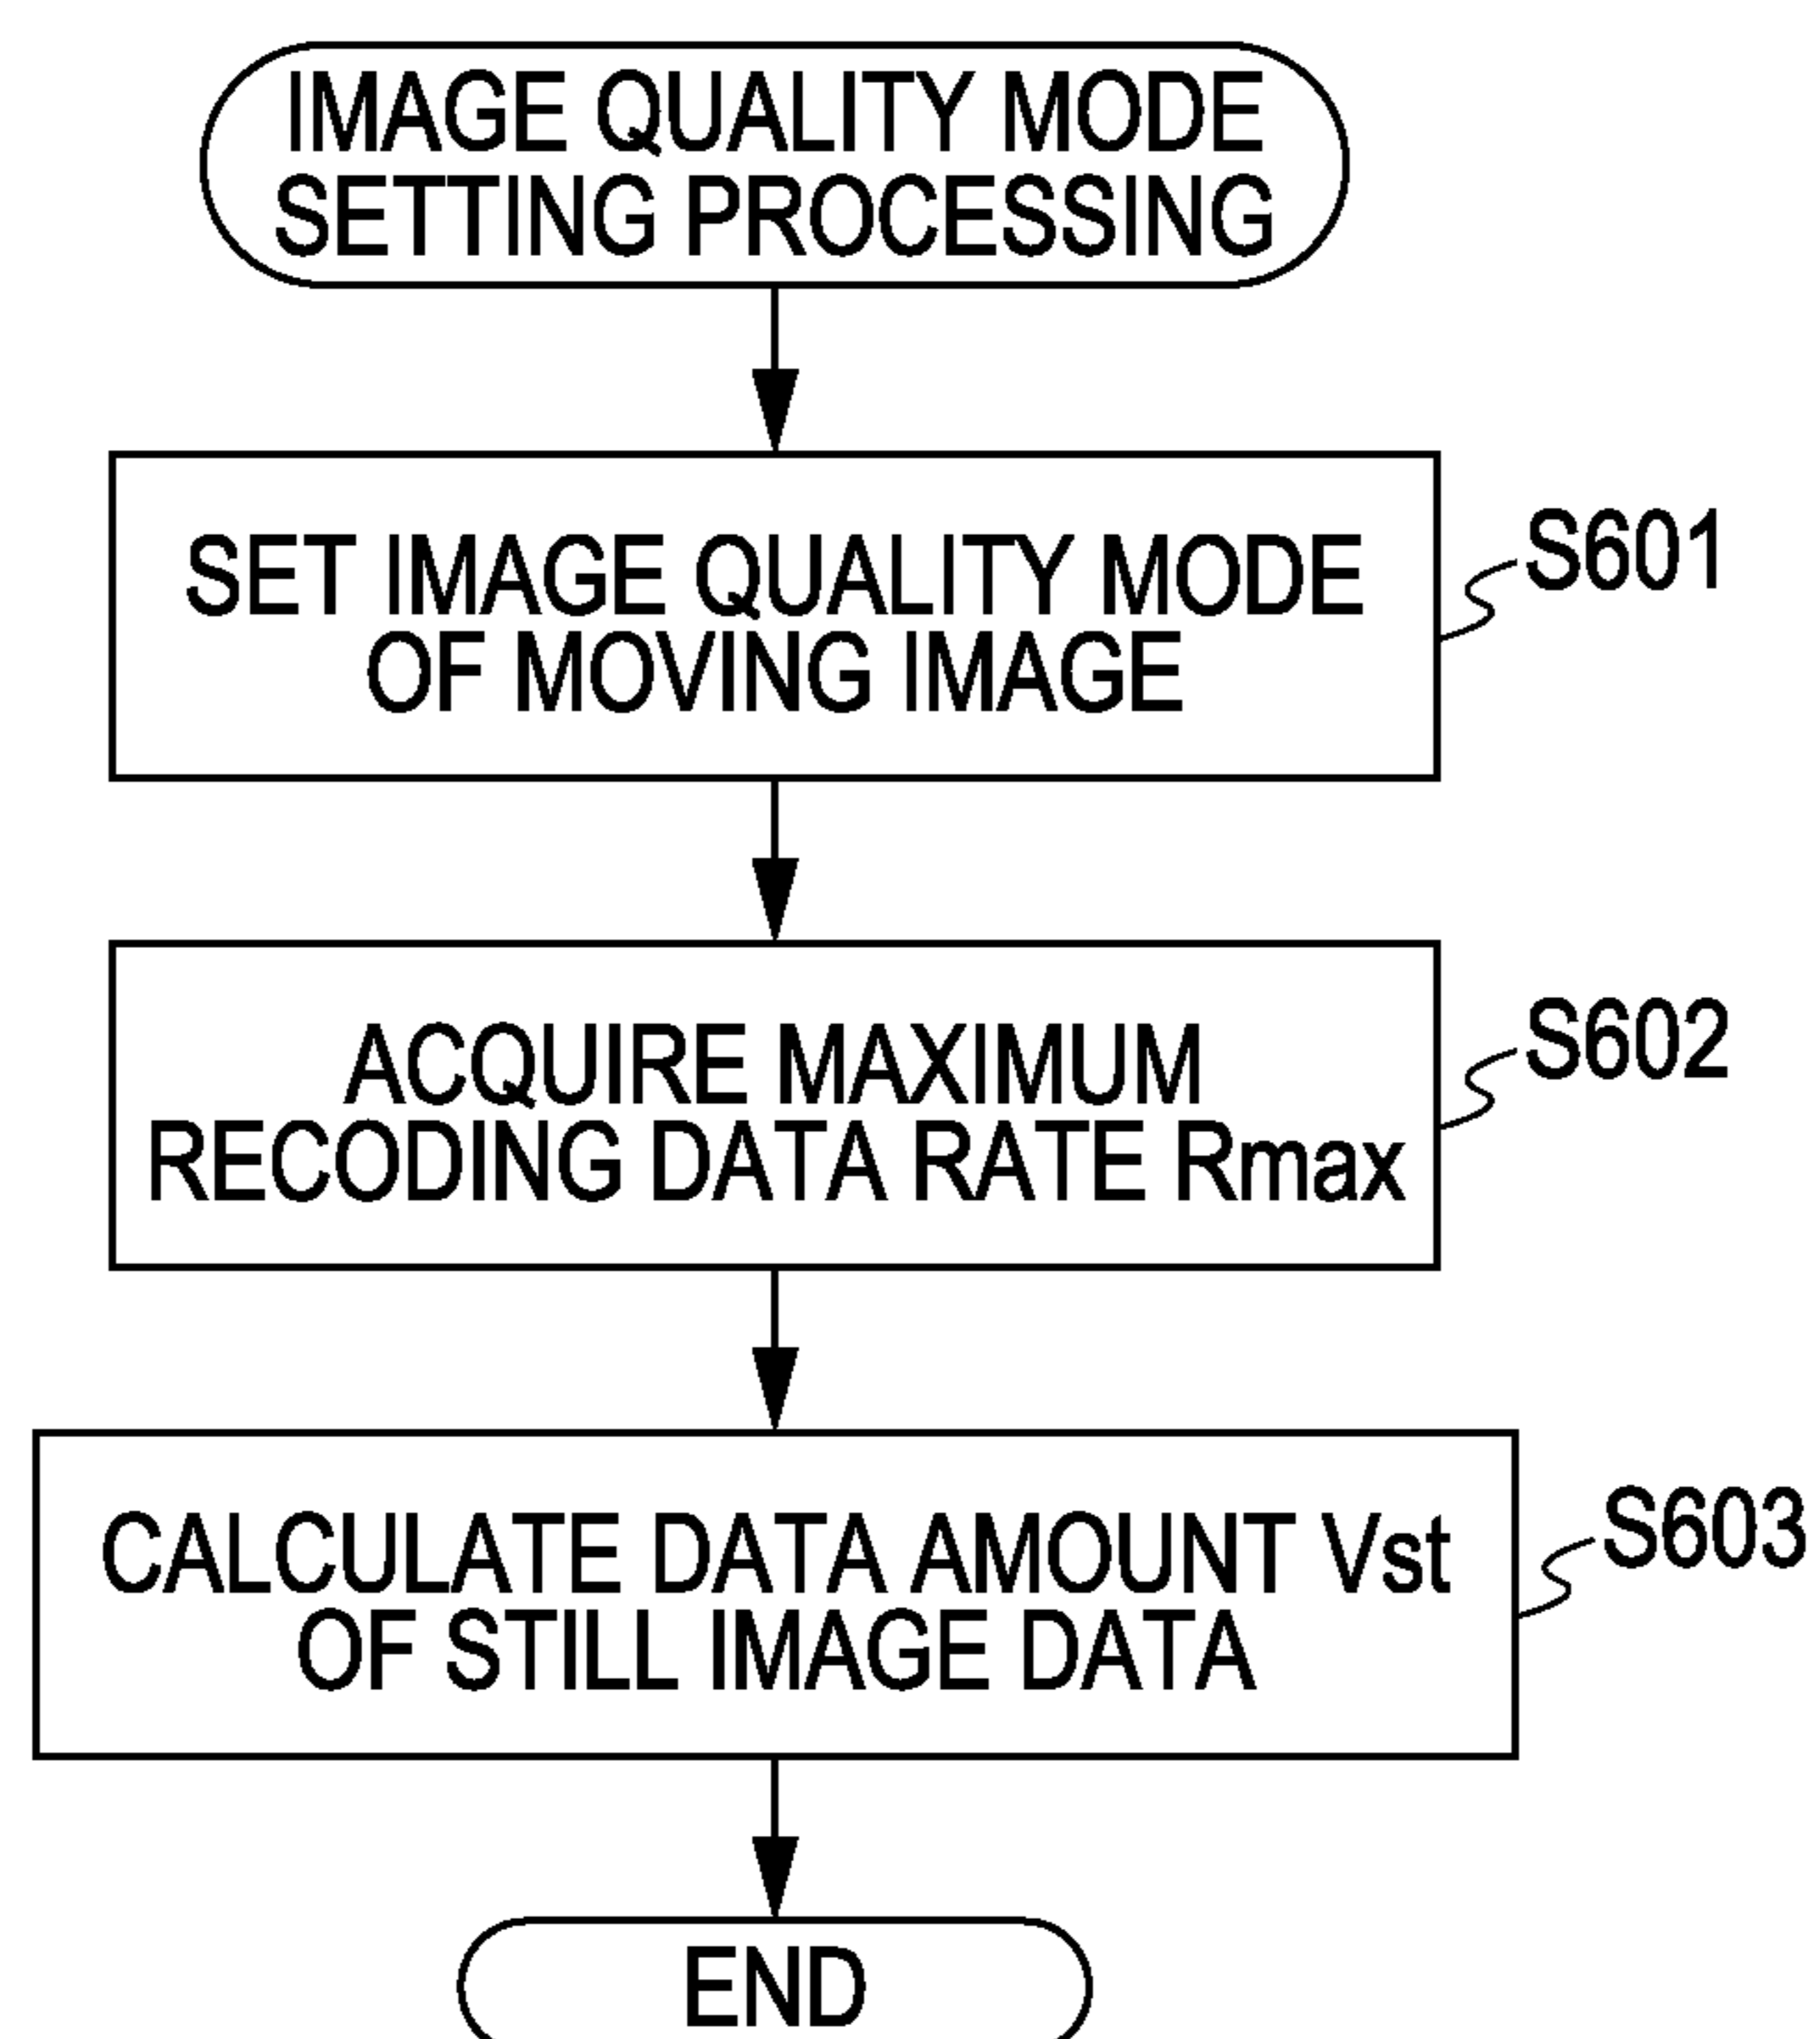 IMAGE QUALITY MODE
SETTING PROCESSING
SET IMAGE QUALITY MODE
OF MOVING IMAGE
S601
ACQUIRE MAXIMUM
RECODING DATA RATE Rmax
S602
CALCULATE DATA AMOUNT Vst
OF STILL IMAGE DATA
S603
END